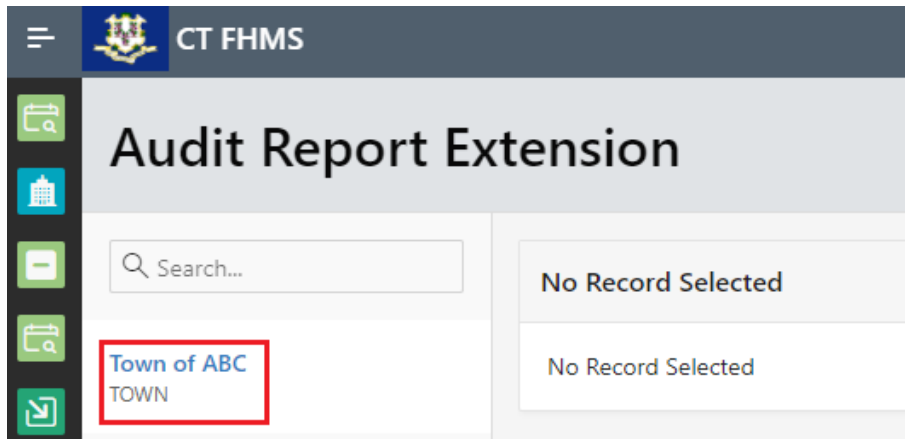 CT FHMS
Audit Report Extension
Search...
Town of ABC
TOWN
No Record Selected
No Record Selected